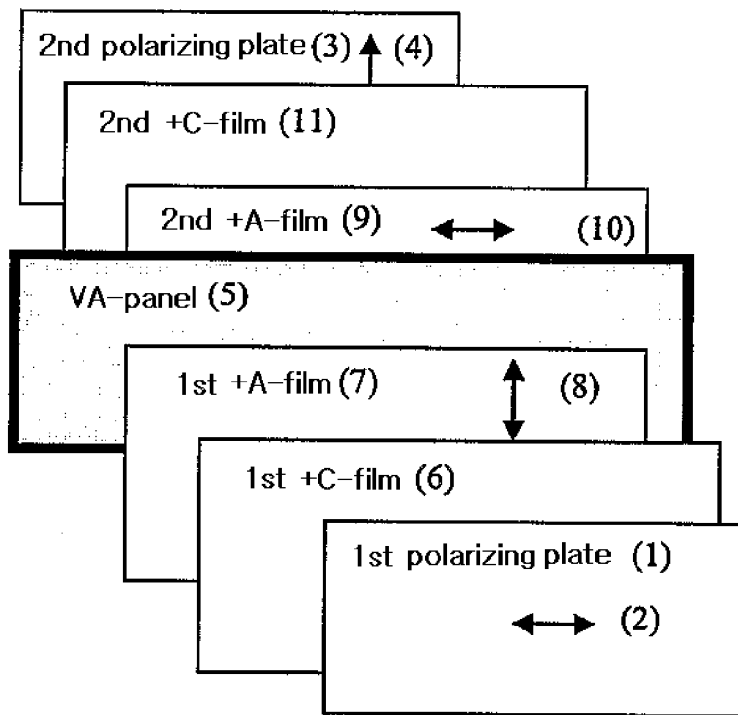 2nd polarizing plate (3) (4)
2nd +C-film (11)
2nd +A-film (9) (10)
VA-panel (5)
1st +A-film (7) (8)
1st +C-film (6)
1st polarizing plate (1)
(2)